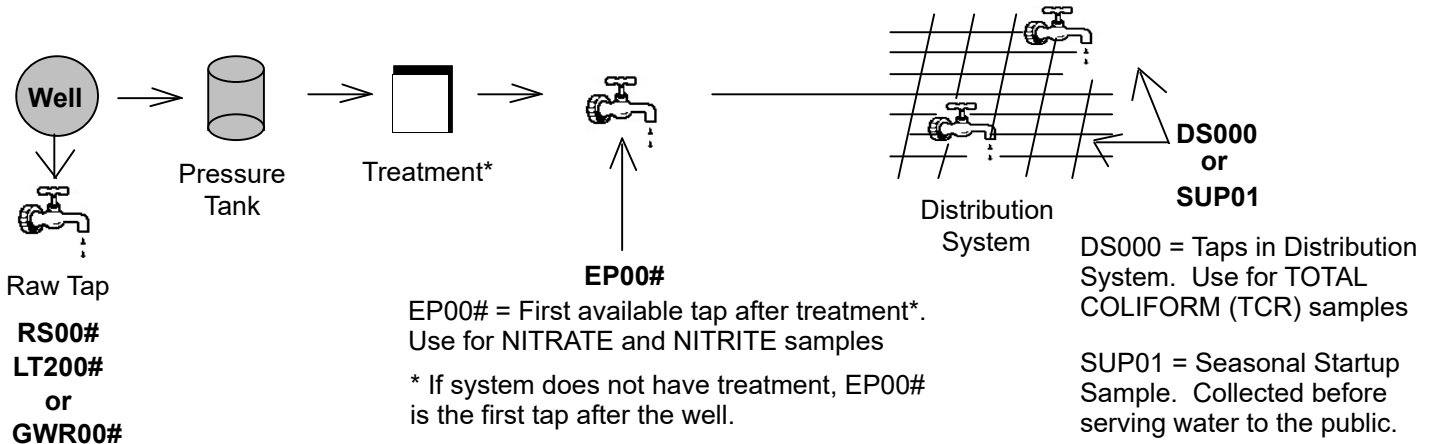 Well
Pressure
Tank
Treatment*
Raw Tap
RS00#
LT200#
or
GWR00#
EP00#
EP00# = First available tap after treatment*.
Use for NITRATE and NITRITE samples
* If system does not have treatment, EP00#
is the first tap after the well.
Distribution
System
DS000
or
SUP01
DS000 = Taps in Distribution
System. Use for TOTAL
COLIFORM (TCR) samples
SUP01 = Seasonal Startup
Sample. Collected before
serving water to the public.